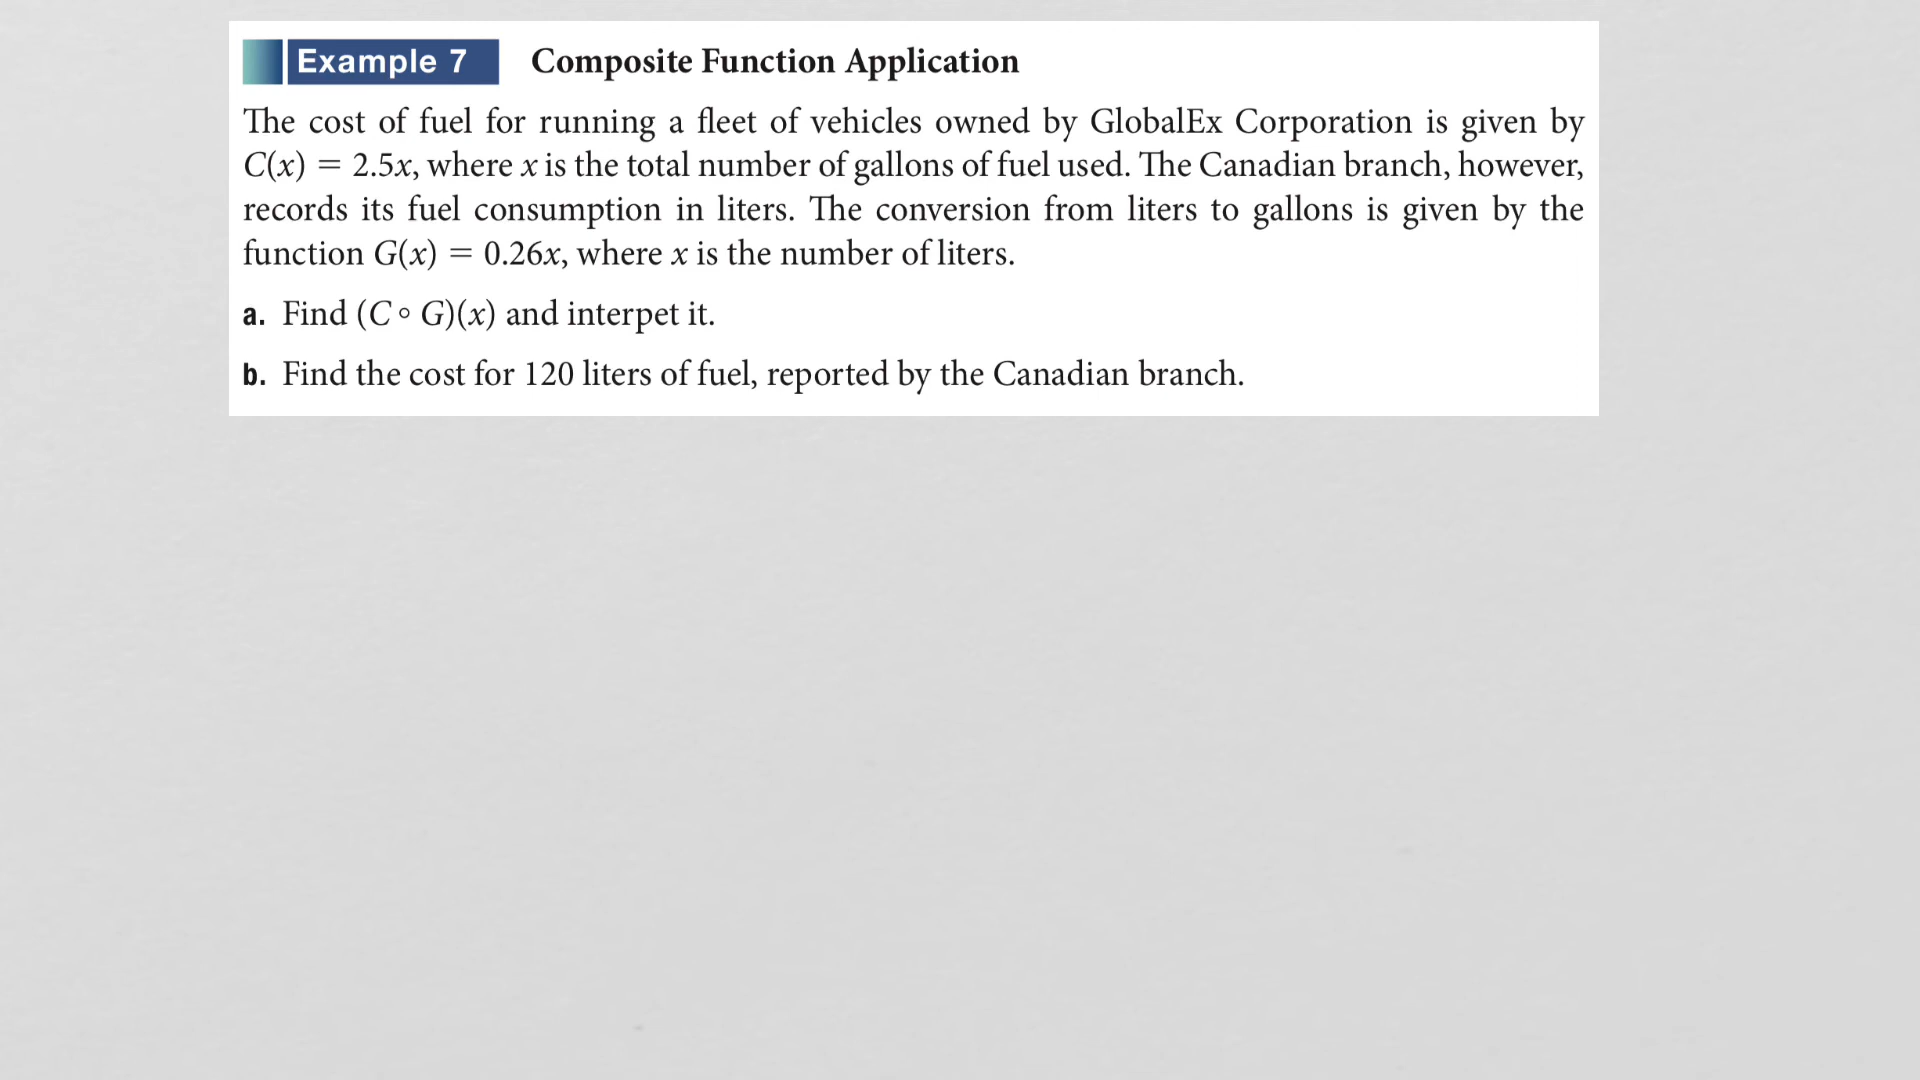 Example 7 Composite Function Application
The cost of fuel for running a fleet of vehicles owned by GlobalEx Corporation is given by
C(x) = 2.5x, where x is the total number of gallons of fuel used. The Canadian branch, however,
records its fuel consumption in liters. The conversion from liters to gallons is given by the
function G(x) = 0.26x, where x is the number of liters.
a. Find (C ∘ G)(x) and interpet it.
b. Find the cost for 120 liters of fuel, reported by the Canadian branch.